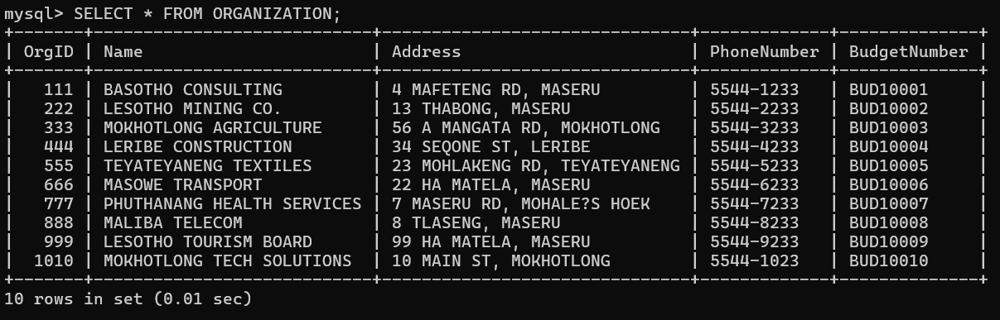 mysql> SELECT * FROM ORGANIZATION;
+-------+----------------------------+-------------------------------+-------------+--------------+
| OrgID | Name                       | Address                       | PhoneNumber | BudgetNumber |
+-------+----------------------------+-------------------------------+-------------+--------------+
|   111 | BASOTHO CONSULTING         | 4 MAFETENG RD, MASERU         | 5544-1233   | BUD10001     |
|   222 | LESOTHO MINING CO.         | 13 THABONG, MASERU            | 5544-2233   | BUD10002     |
|   333 | MOKHOTLONG AGRICULTURE     | 56 A MANGATA RD, MOKHOTLONG   | 5544-3233   | BUD10003     |
|   444 | LERIBE CONSTRUCTION        | 34 SEQONE ST, LERIBE          | 5544-4233   | BUD10004     |
|   555 | TEYATEYANENG TEXTILES      | 23 MOHLAKENG RD, TEYATEYANENG | 5544-5233   | BUD10005     |
|   666 | MASOWE TRANSPORT           | 22 HA MATELA, MASERU          | 5544-6233   | BUD10006     |
|   777 | PHUTHANANG HEALTH SERVICES | 7 MASERU RD, MOHALE?S HOEK    | 5544-7233   | BUD10007     |
|   888 | MALIBA TELECOM             | 8 TLASENG, MASERU             | 5544-8233   | BUD10008     |
|   999 | LESOTHO TOURISM BOARD      | 99 HA MATELA, MASERU          | 5544-9233   | BUD10009     |
|  1010 | MOKHOTLONG TECH SOLUTIONS  | 10 MAIN ST, MOKHOTLONG        | 5544-1023   | BUD10010     |
+-------+----------------------------+-------------------------------+-------------+--------------+
10 rows in set (0.01 sec)